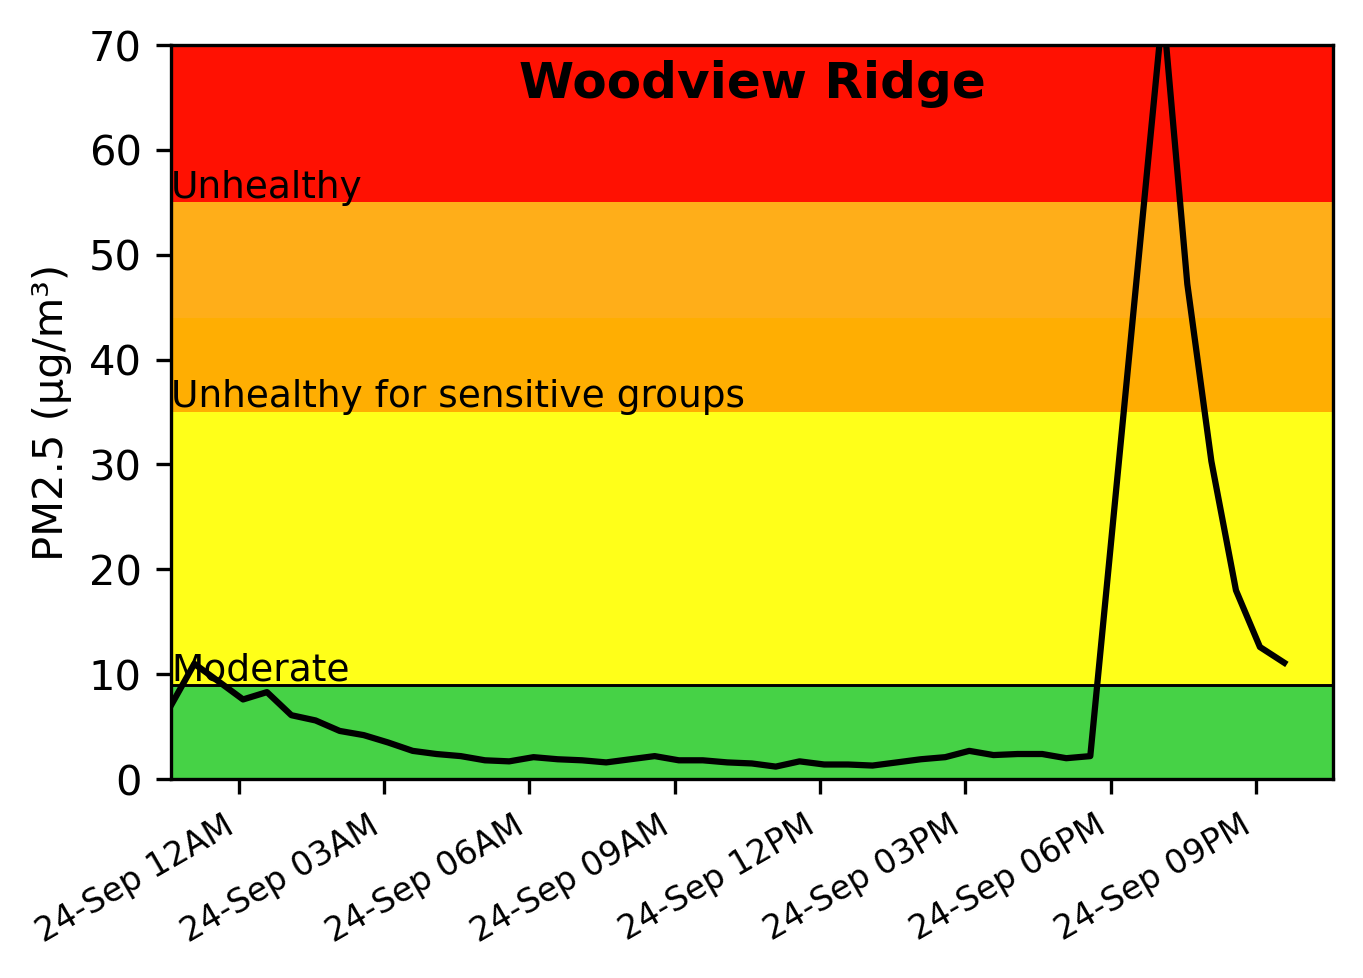 Woodview Ridge
PM2.5 (µg/m³)
70
60
50
40
30
20
10
0
Unhealthy
Unhealthy for sensitive groups
Moderate
24-Sep 12AM
24-Sep 03AM
24-Sep 06AM
24-Sep 09AM
24-Sep 12PM
24-Sep 03PM
24-Sep 06PM
24-Sep 09PM